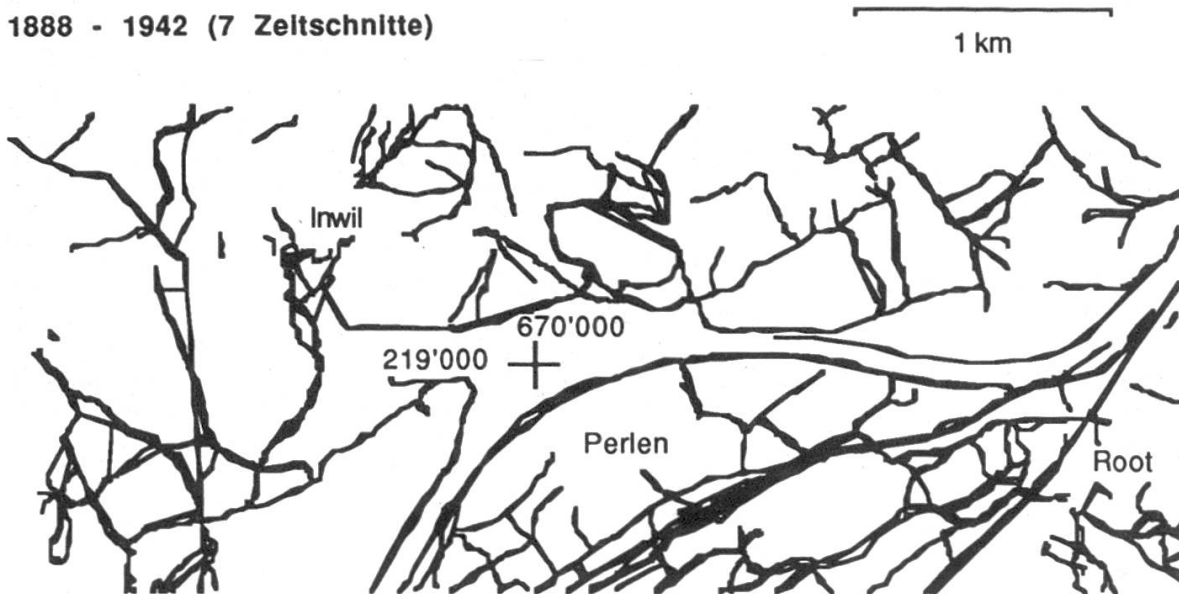 1888 - 1942 (7 Zeitschnitte)
1 km
Inwil
670'000
219'000
Perlen
Root